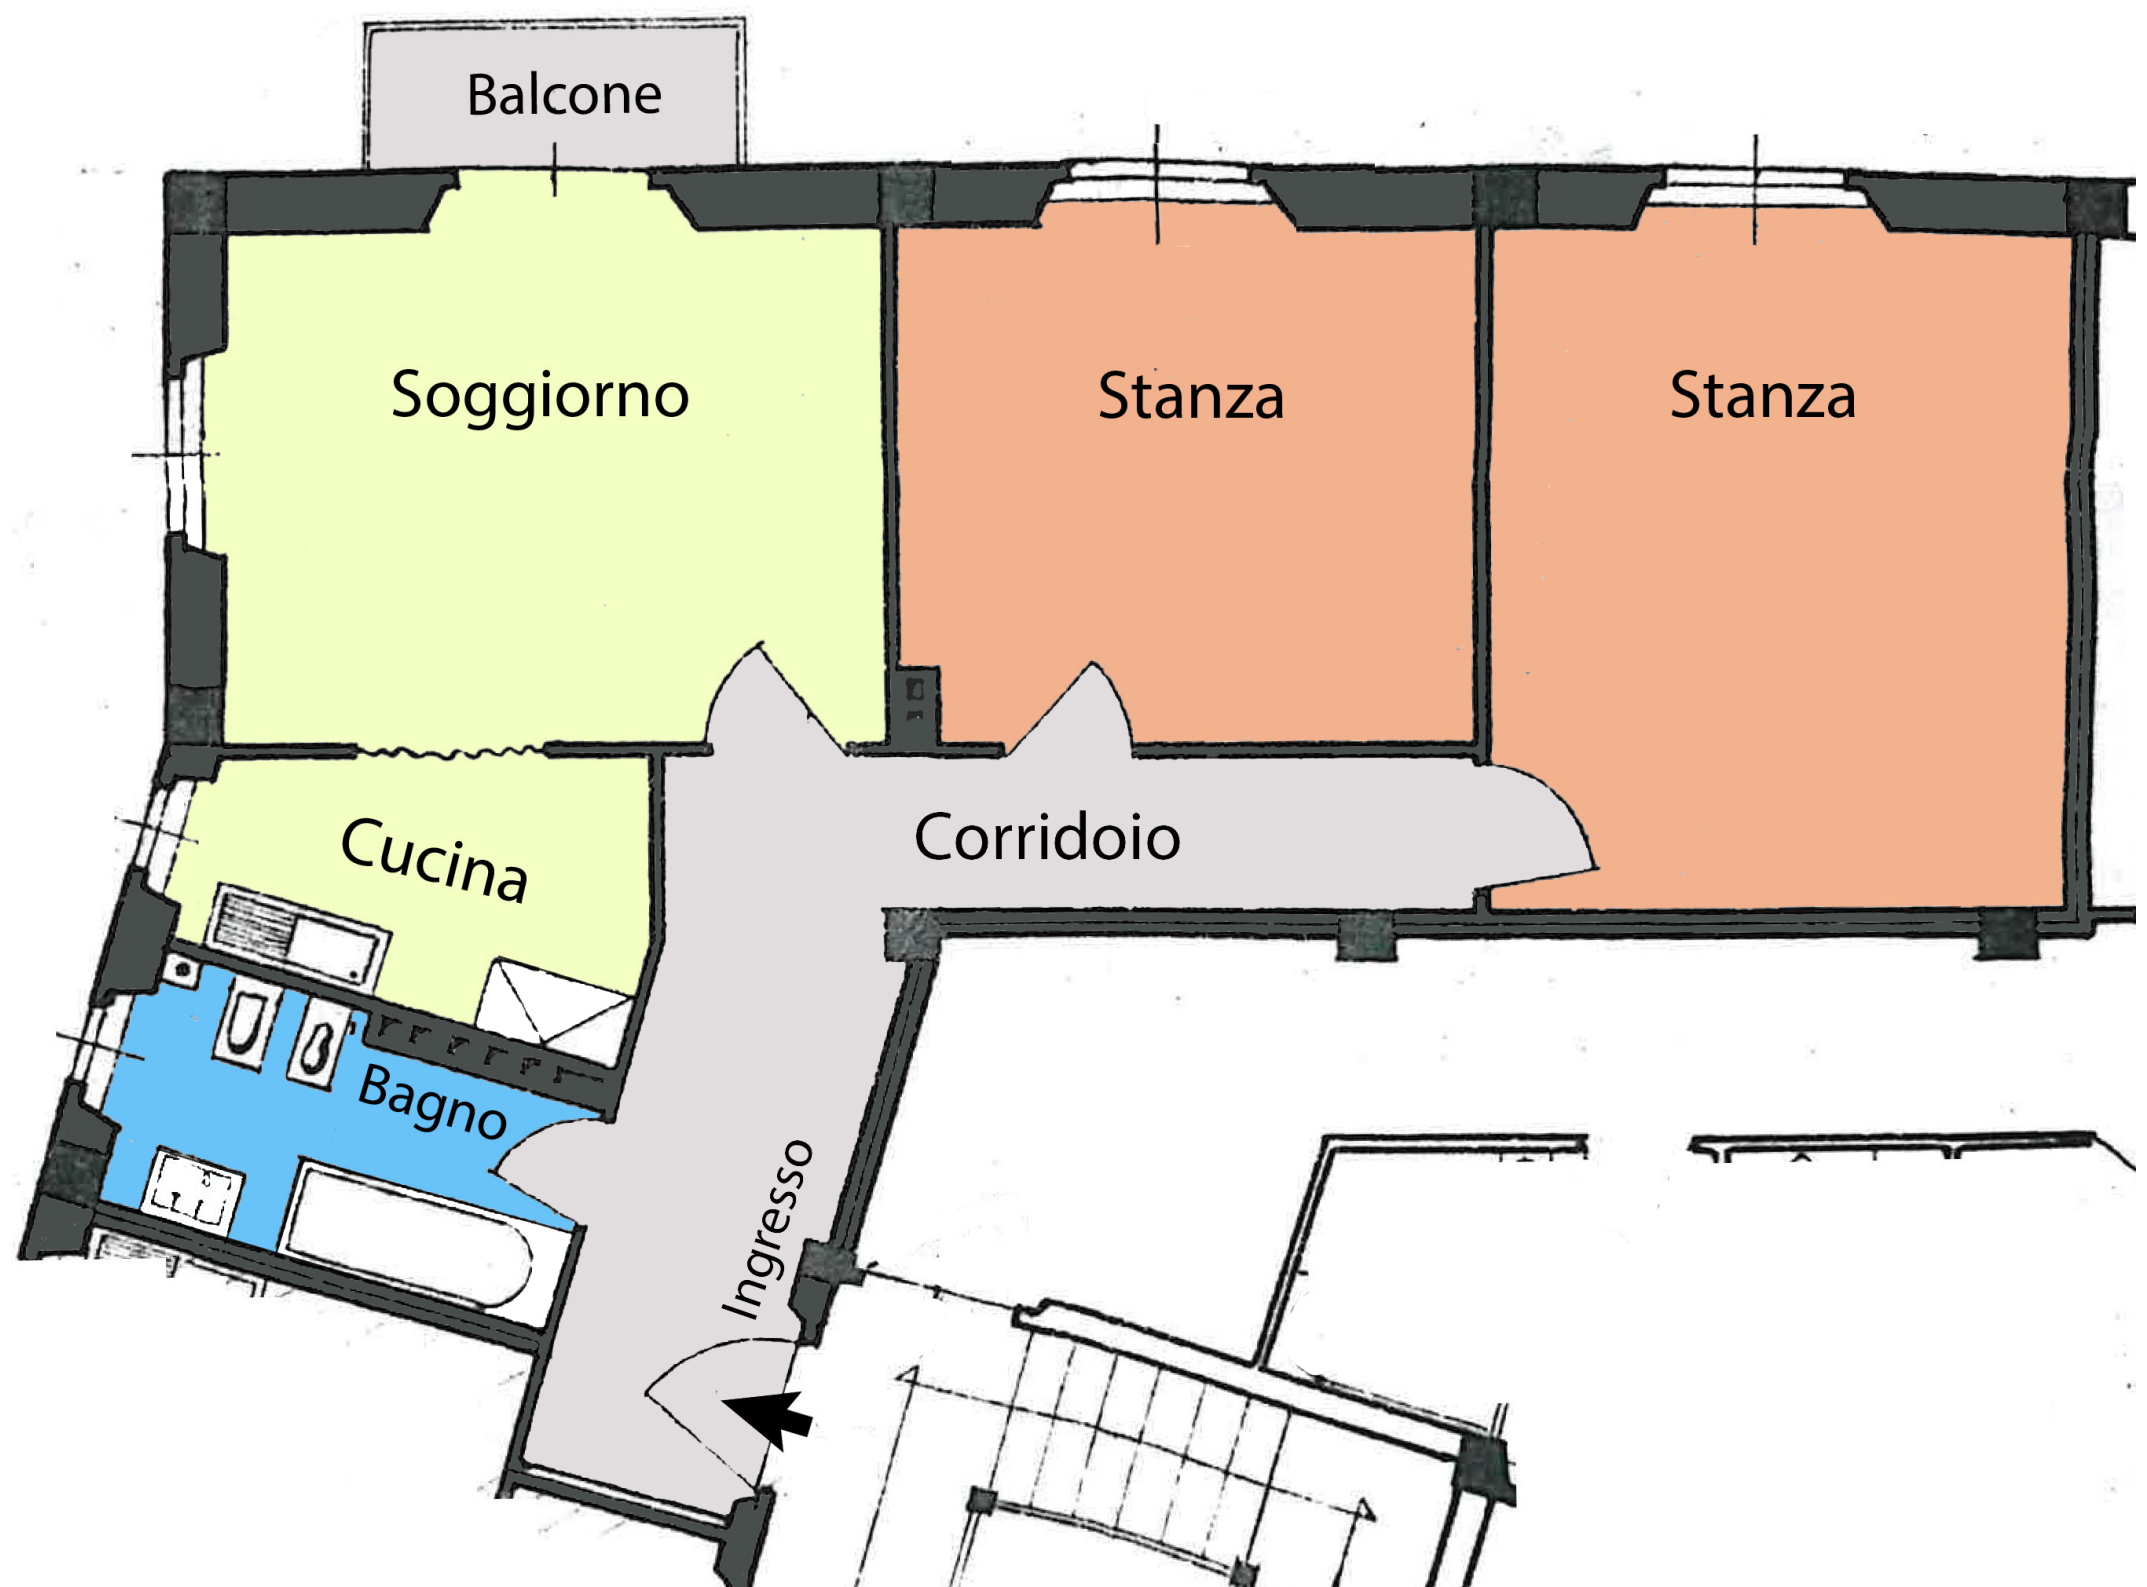 Balcone
Soggiorno
Stanza
Stanza
Cucina
Corridoio
Bagno
Ingresso